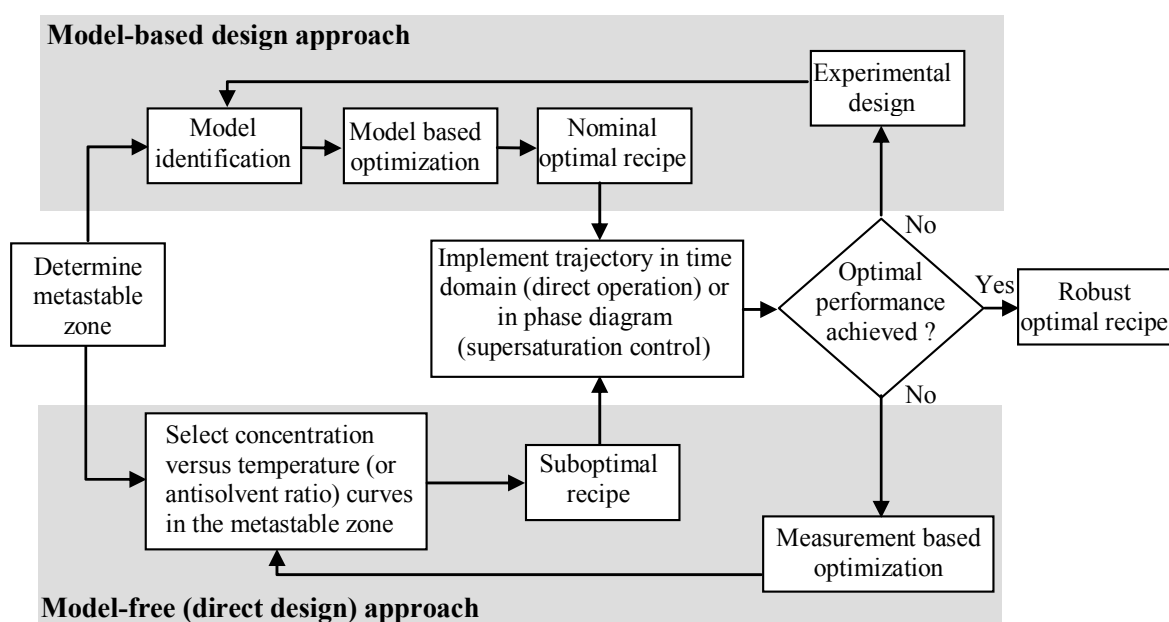 Model-based design approach
Experimental
design
Model
identification
Model based
optimization
Nominal
optimal recipe
No
Determine
metastable
zone
Implement trajectory in time
domain (direct operation) or
in phase diagram
(supersaturation control)
Optimal
performance
achieved ?
Yes
Robust
optimal recipe
No
Select concentration
versus temperature (or
antisolvent ratio) curves
in the metastable zone
Suboptimal
recipe
Measurement based
optimization
Model-free (direct design) approach